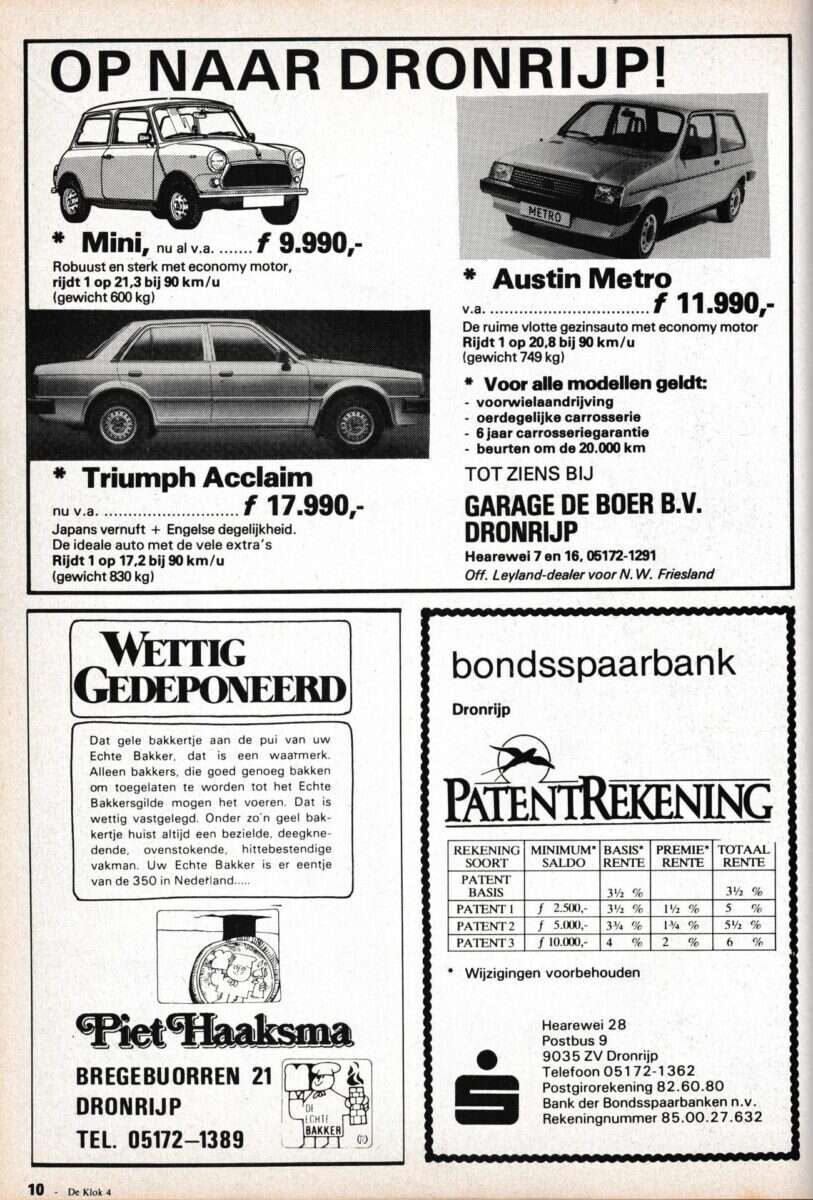 OP NAAR DRONRIJP!
* Mini, nu al v.a. ....... f 9.990,-
Robuust en sterk met economy motor,
rijdt 1 op 21,3 bij 90 km/u
(gewicht 600 kg)
METRO
* Austin Metro
v.a. ................................. f 11.990,-
De ruime vlotte gezinsauto met economy motor
Rijdt 1 op 20,8 bij 90 km/u
(gewicht 749 kg)
* Triumph Acclaim
nu v.a. ........................... f 17.990,-
Japans vernuft + Engelse degelijkheid.
De ideale auto met de vele extra's
Rijdt 1 op 17,2 bij 90 km/u
(gewicht 830 kg)
* Voor alle modellen geldt:
- voorwielaandrijving
- oerdegelijke carrosserie
- 6 jaar carrosseriegarantie
- beurten om de 20.000 km
TOT ZIENS BIJ
GARAGE DE BOER B.V.
DRONRIJP
Hearewei 7 en 16, 05172-1291
Off. Leyland-dealer voor N.W. Friesland
WETTIG
GEDEPONEERD
Dat gele bakkertje aan de pui van uw
Echte Bakker, dat is een waarmerk.
Alleen bakkers, die goed genoeg bakken
om toegelaten te worden tot het Echte
Bakkersgilde mogen het voeren. Dat is
wettig vastgelegd. Onder zo'n geel bak-
kertje huist altijd een bezielde, deegkne-
dende, ovenstokende, hittebestendige
vakman. Uw Echte Bakker is er eentje
van de 350 in Nederland.....
Piet Haaksma
BREGEBUORREN 21
DRONRIJP
TEL. 05172-1389
DE
ECHTE
BAKKER
bondsspaarbank
Dronrijp
PATENTREKENING
REKENING SOORT MINIMUM* SALDO BASIS* RENTE PREMIE* RENTE TOTAAL RENTE
PATENT BASIS 3½ % 3½ %
PATENT 1 f 2.500,- 3½ % 1½ % 5 %
PATENT 2 f 5.000,- 3¾ % 1¾ % 5½ %
PATENT 3 f 10.000,- 4 % 2 % 6 %
* Wijzigingen voorbehouden
Hearewei 28
Postbus 9
9035 ZV Dronrijp
Telefoon 05172-1362
Postgirorekening 82.60.80
Bank der Bondsspaarbanken n.v.
Rekeningnummer 85.00.27.632
10 - De Klok 4